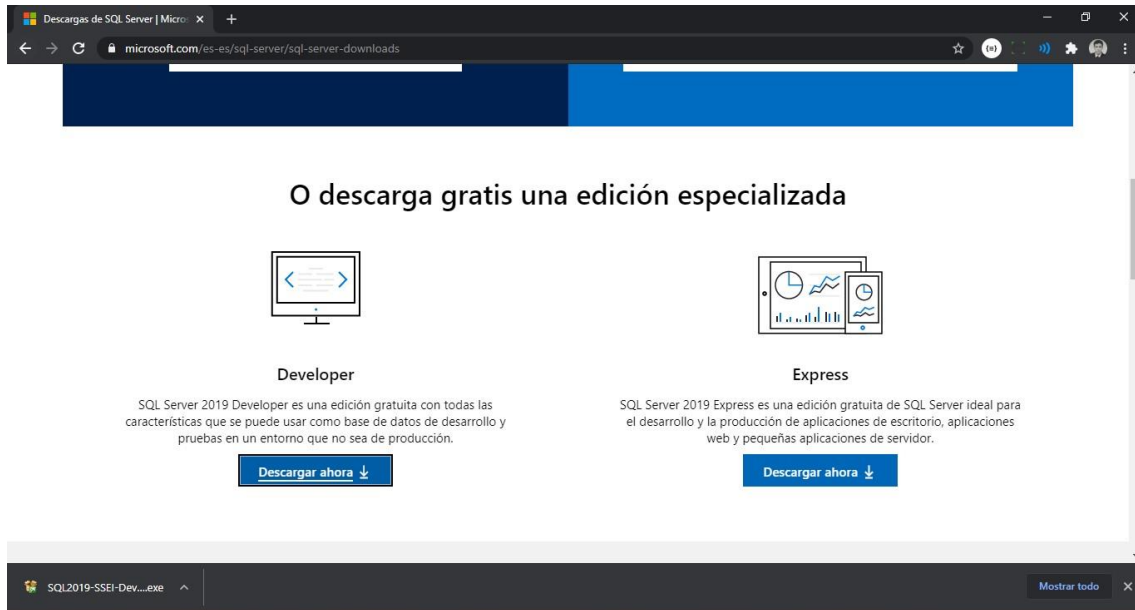 Descargas de SQL Server | Micros
microsoft.com/es-es/sql-server/sql-server-downloads
O descarga gratis una edición especializada
Developer
SQL Server 2019 Developer es una edición gratuita con todas las
características que se puede usar como base de datos de desarrollo y
pruebas en un entorno que no sea de producción.
Descargar ahora
Express
SQL Server 2019 Express es una edición gratuita de SQL Server ideal para
el desarrollo y la producción de aplicaciones de escritorio, aplicaciones
web y pequeñas aplicaciones de servidor.
Descargar ahora
SQL2019-SSEI-Dev....exe
Mostrar todo